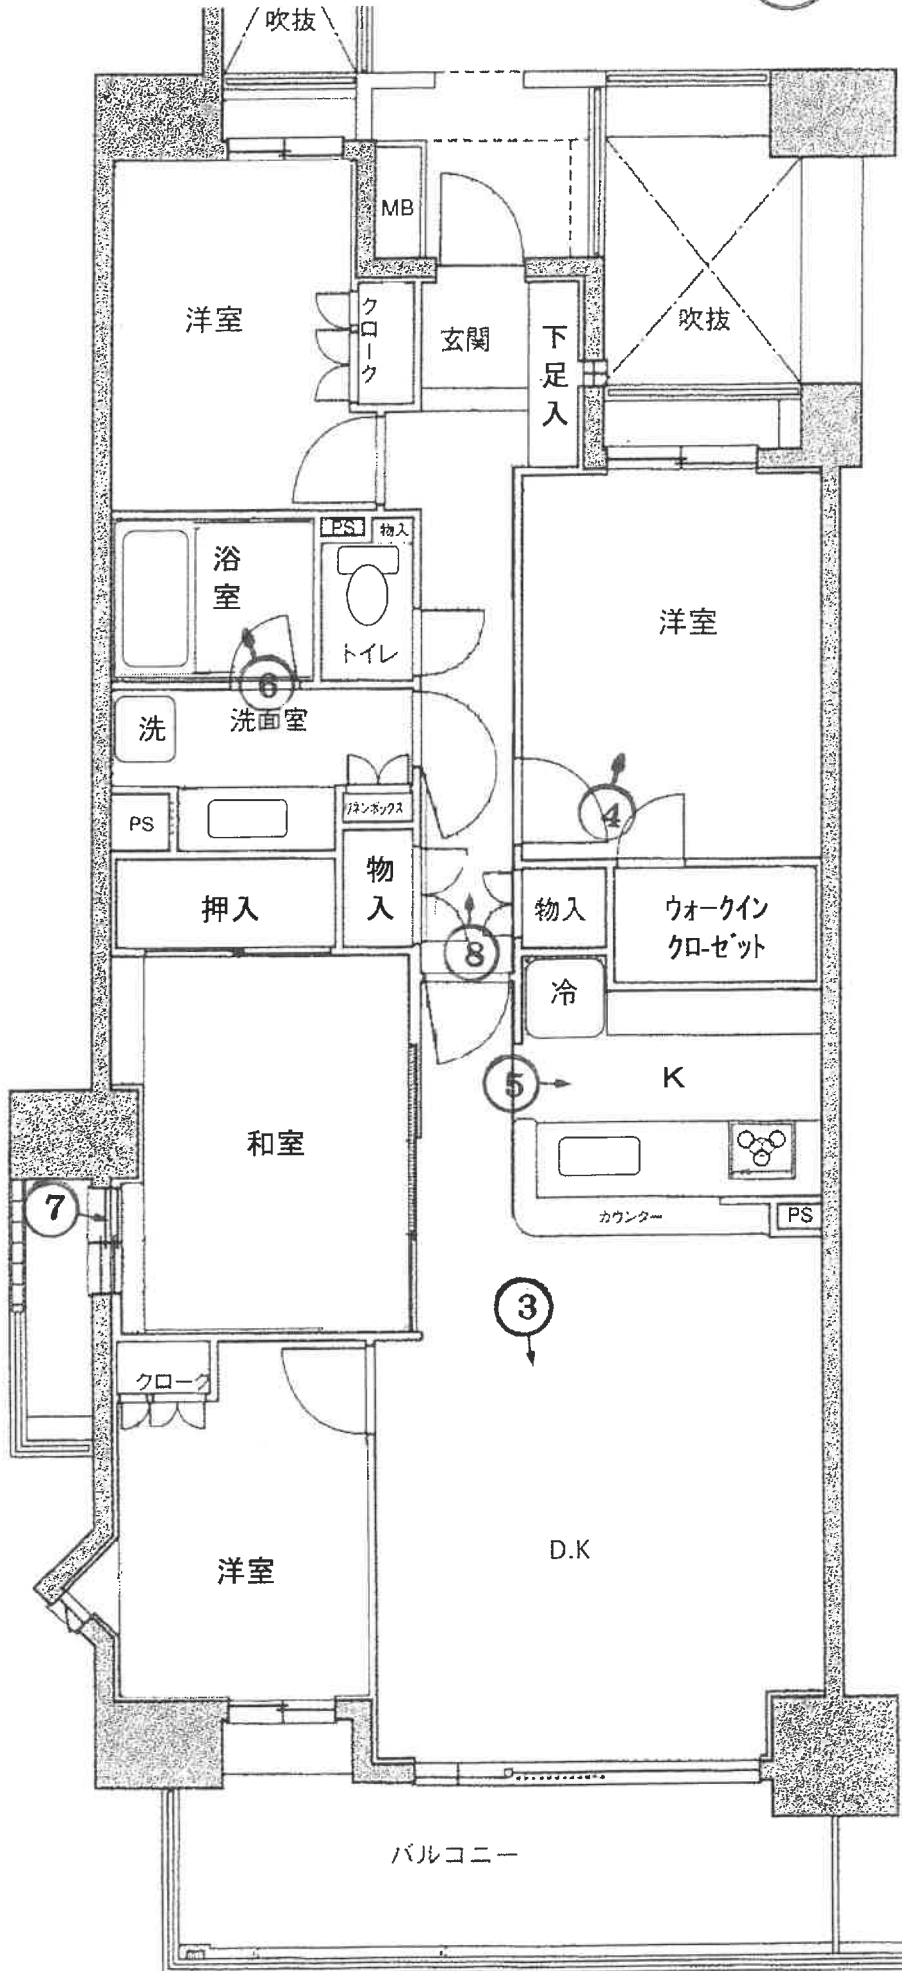 吹抜
MB
洋室
クローク
玄関
下足入
吹抜
PS
物入
浴室
トイレ
洋室
6
洗
洗面室
4
PS
リネンボックス
押入
物入
物入
ウォークイン
クローゼット
8
冷
5
K
和室
7
カウンター
PS
3
クローク
洋室
D.K
バルコニー